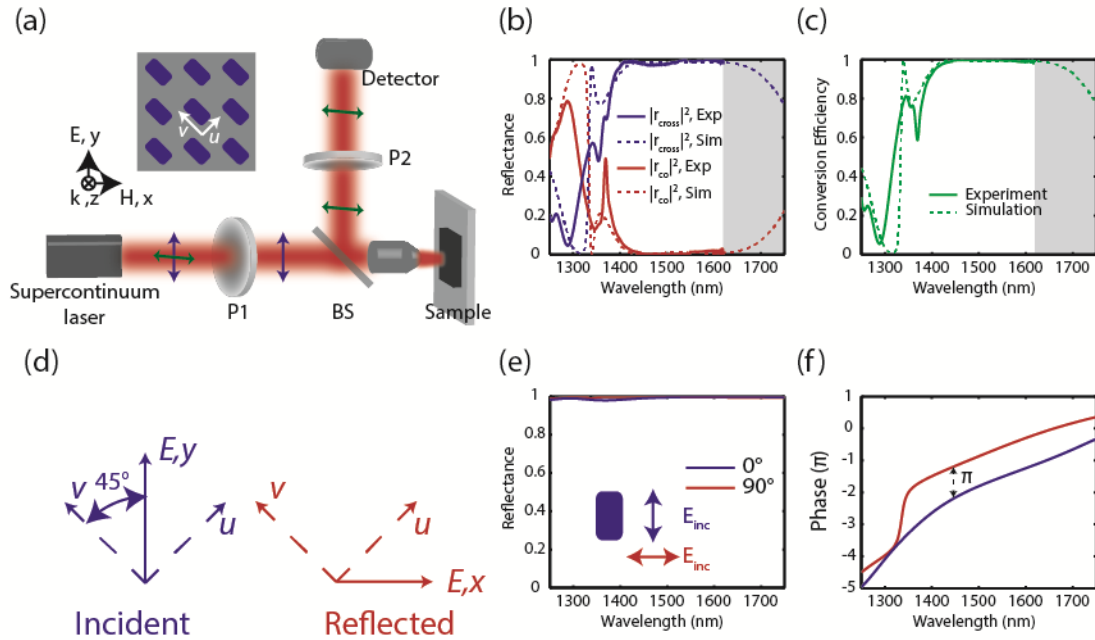 (a)
Detector
v
u
P2
E, y
k ,z
H, x
Supercontinuum
laser
P1
BS
Sample
(b)
Reflectance
1
0.8
0.6
0.4
0.2
0
|r_cross|², Exp
|r_cross|², Sim
|r_co|², Exp
|r_co|², Sim
1300 1400 1500 1600 1700
Wavelength (nm)
(c)
Conversion Efficiency
1
0.8
0.6
0.4
0.2
0
Experiment
Simulation
1300 1400 1500 1600 1700
Wavelength (nm)
(d)
E,y
45°
v
u
Incident
v
u
E,x
Reflected
(e)
Reflectance
1
0.8
0.6
0.4
0.2
0
0°
90°
E_inc
E_inc
1300 1400 1500 1600 1700
Wavelength (nm)
(f)
Phase (π)
1
0
-1
-2
-3
-4
-5
π
1300 1400 1500 1600 1700
Wavelength (nm)